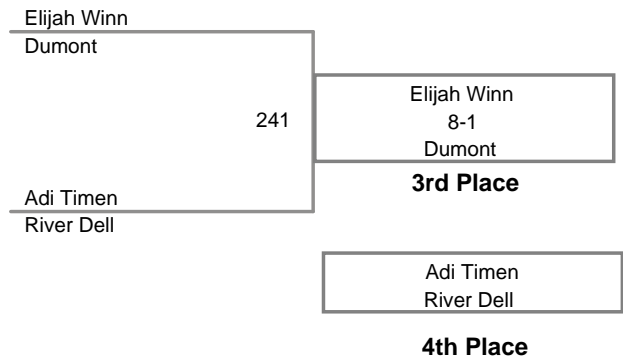 Elijah Winn
Dumont
241
Elijah Winn
8-1
Dumont
3rd Place
Adi Timen
River Dell
Adi Timen
River Dell
4th Place